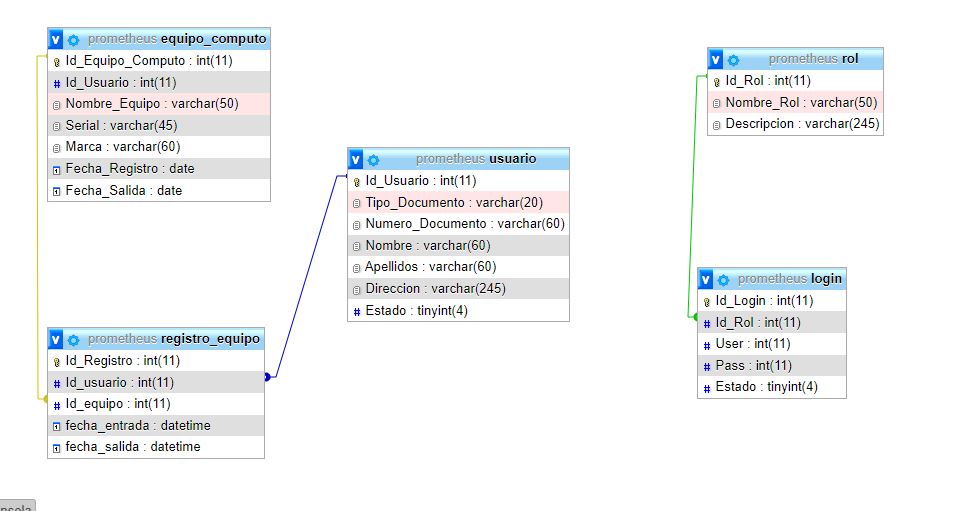 prometheus equipo_computo
Id_Equipo_Computo : int(11)
Id_Usuario : int(11)
Nombre_Equipo : varchar(50)
Serial : varchar(45)
Marca : varchar(60)
Fecha_Registro : date
Fecha_Salida : date
prometheus rol
Id_Rol : int(11)
Nombre_Rol : varchar(50)
Descripcion : varchar(245)
prometheus usuario
Id_Usuario : int(11)
Tipo_Documento : varchar(20)
Numero_Documento : varchar(60)
Nombre : varchar(60)
Apellidos : varchar(60)
Direccion : varchar(245)
Estado : tinyint(4)
prometheus login
Id_Login : int(11)
Id_Rol : int(11)
User : int(11)
Pass : int(11)
Estado : tinyint(4)
prometheus registro_equipo
Id_Registro : int(11)
Id_usuario : int(11)
Id_equipo : int(11)
fecha_entrada : datetime
fecha_salida : datetime